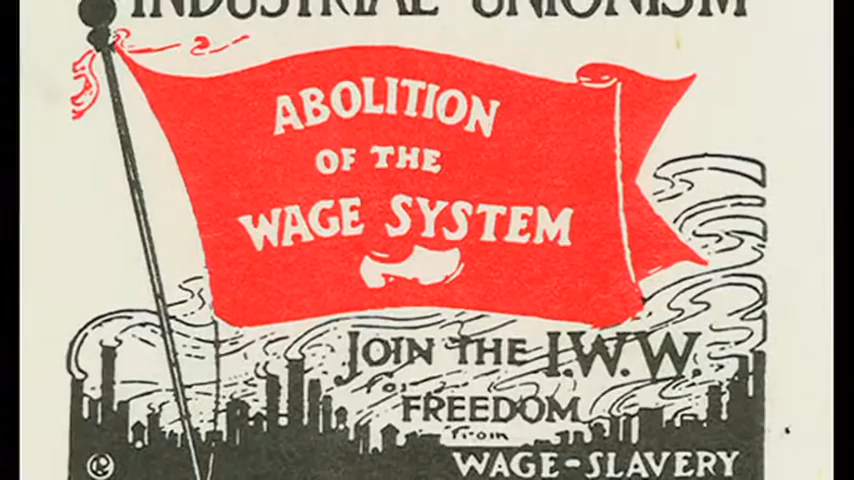 INDUSTRIAL UNIONISM
ABOLITION
OF THE
WAGE SYSTEM
JOIN THE I.W.W.
For
FREEDOM
From
WAGE-SLAVERY